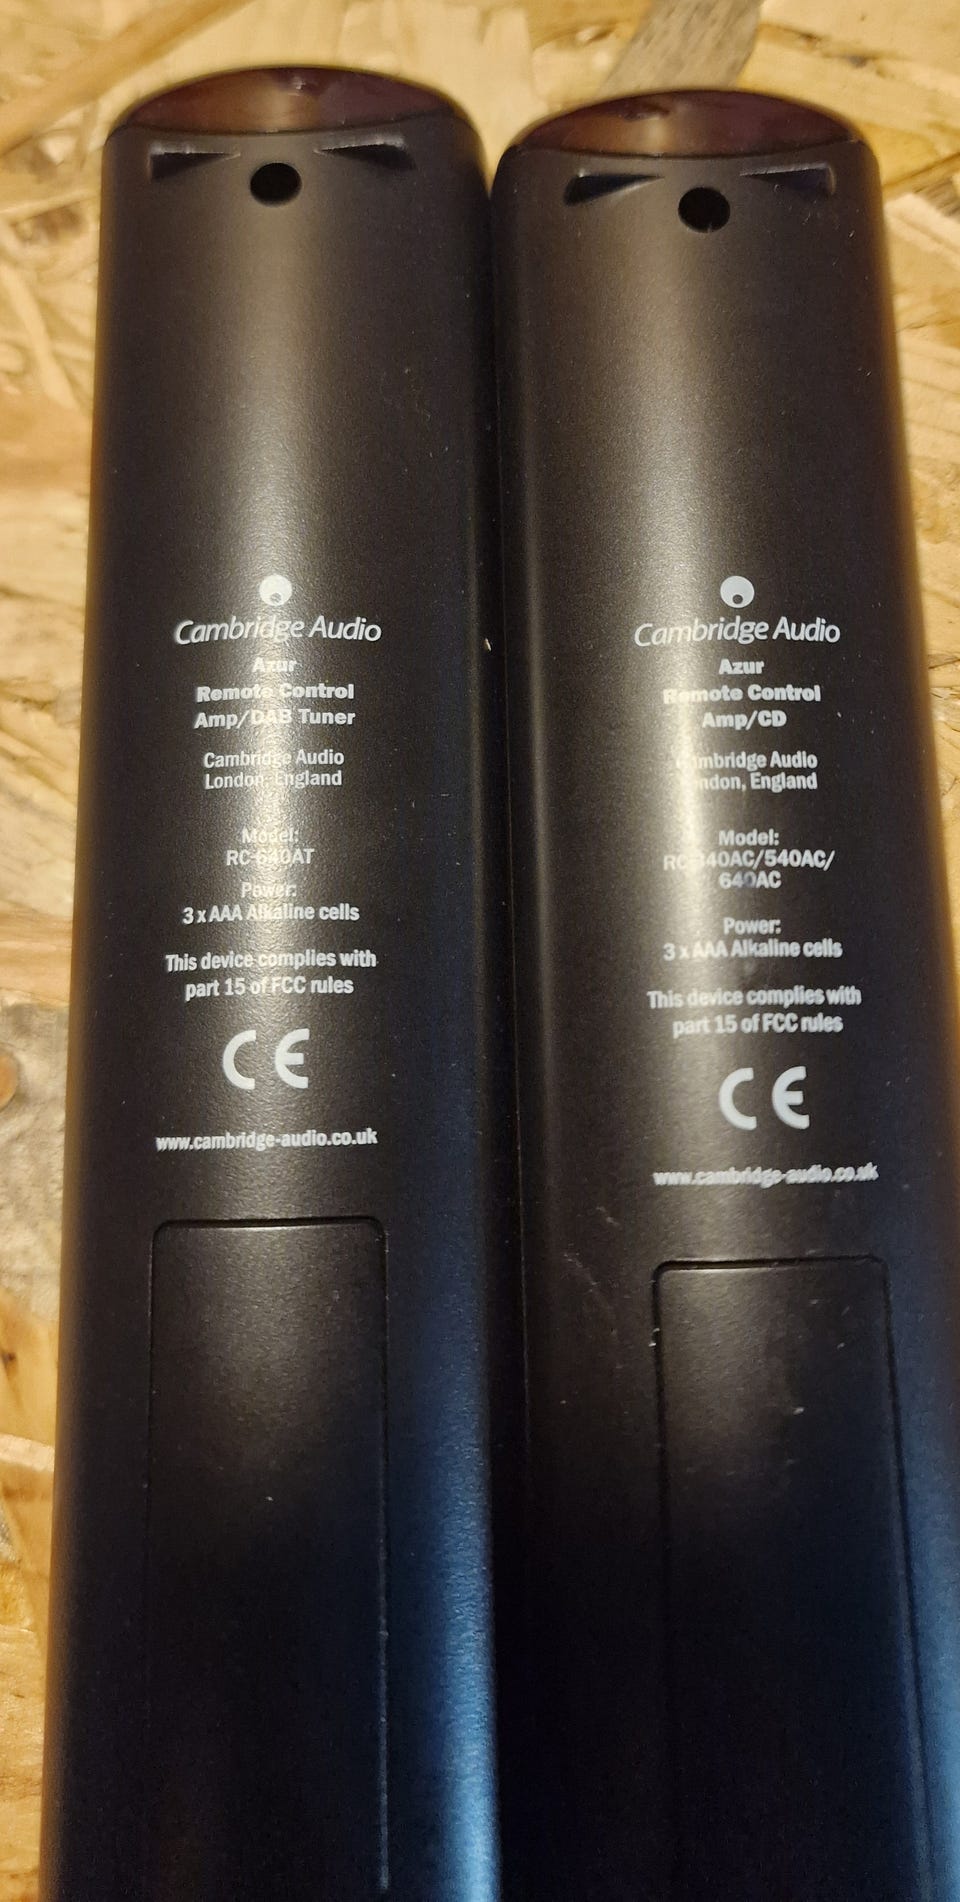 Cambridge Audio
Azur
Remote Control
Amp/DAB Tuner
Cambridge Audio
London, England
Model:
RC-640AT
Power:
3 x AAA Alkaline cells
This device complies with
part 15 of FCC rules
CE
www.cambridge-audio.co.uk
Cambridge Audio
Azur
Remote Control
Amp/CD
Cambridge Audio
London, England
Model:
RC-340AC/540AC/
640AC
Power:
3 x AAA Alkaline cells
This device complies with
part 15 of FCC rules
CE
www.cambridge-audio.co.uk